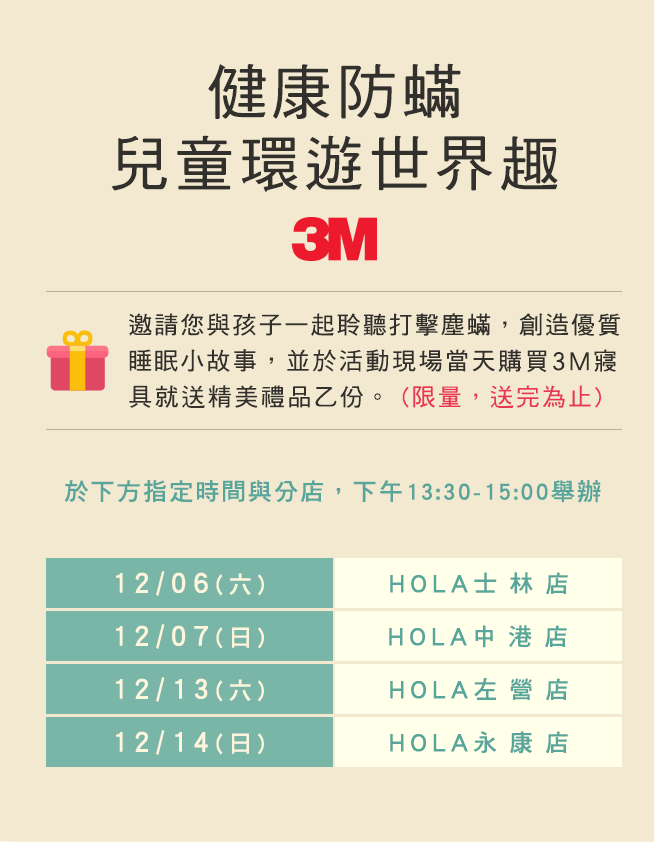 健康防蟎
兒童環遊世界趣
3M
邀請您與孩子一起聆聽打擊塵蟎，創造優質
睡眠小故事，並於活動現場當天購買3M寢
具就送精美禮品乙份。（限量，送完為止）
於下方指定時間與分店，下午13:30-15:00舉辦
12/06(六) HOLA士林店
12/07(日) HOLA中港店
12/13(六) HOLA左營店
12/14(日) HOLA永康店